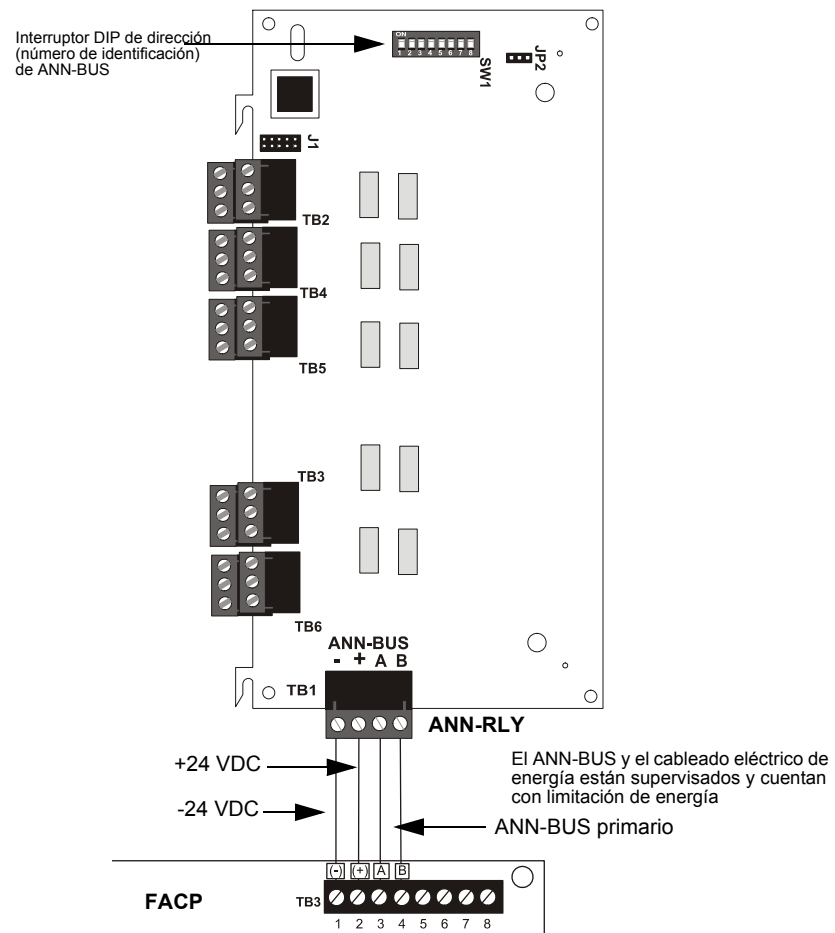 Interruptor DIP de dirección
(número de identificación)
de ANN-BUS
ON
1 2 3 4 5 6 7 8
SW1
JP2
J1
TB2
TB4
TB5
TB3
TB6
ANN-BUS
- + A B
TB1
ANN-RLY
+24 VDC
-24 VDC
El ANN-BUS y el cableado eléctrico de
energía están supervisados y cuentan
con limitación de energía
ANN-BUS primario
(-) (+) A B
FACP
TB3
1 2 3 4 5 6 7 8